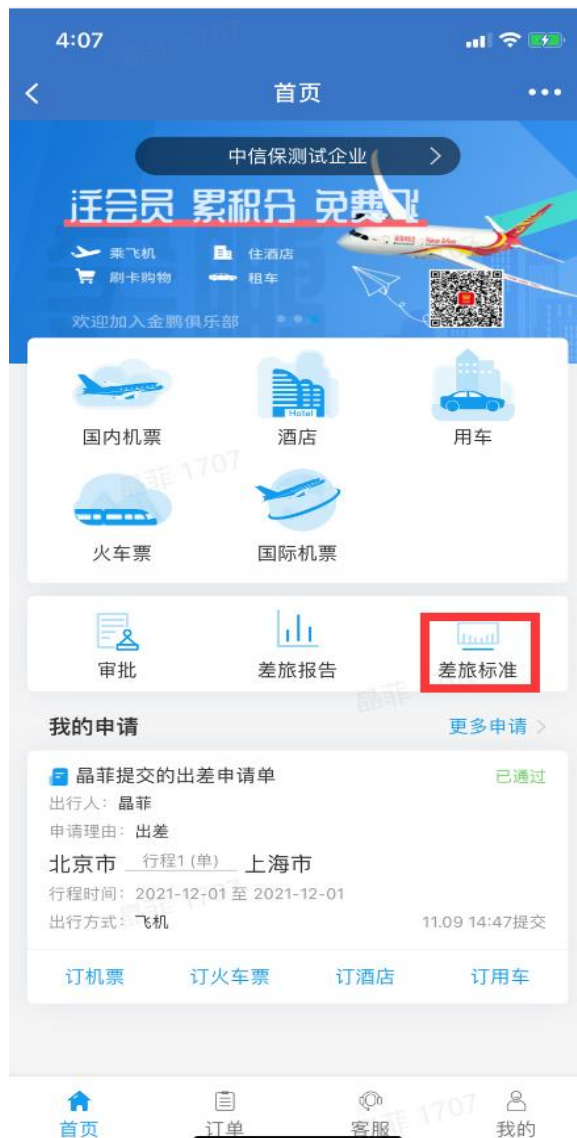 4:07
首页
中信保测试企业
注会员 累积分 免费飞
乘飞机 住酒店
刷卡购物 租车
欢迎加入金鹏俱乐部
国内机票 酒店 用车
Hotel
火车票 国际机票
审批 差旅报告 差旅标准
我的申请 更多申请
晶菲提交的出差申请单 已通过
出行人: 晶菲
申请理由: 出差
北京市 行程1 (单) 上海市
行程时间: 2021-12-01 至 2021-12-01
出行方式: 飞机 11.09 14:47提交
订机票 订火车票 订酒店 订用车
首页 订单 客服 我的
晶菲 1707